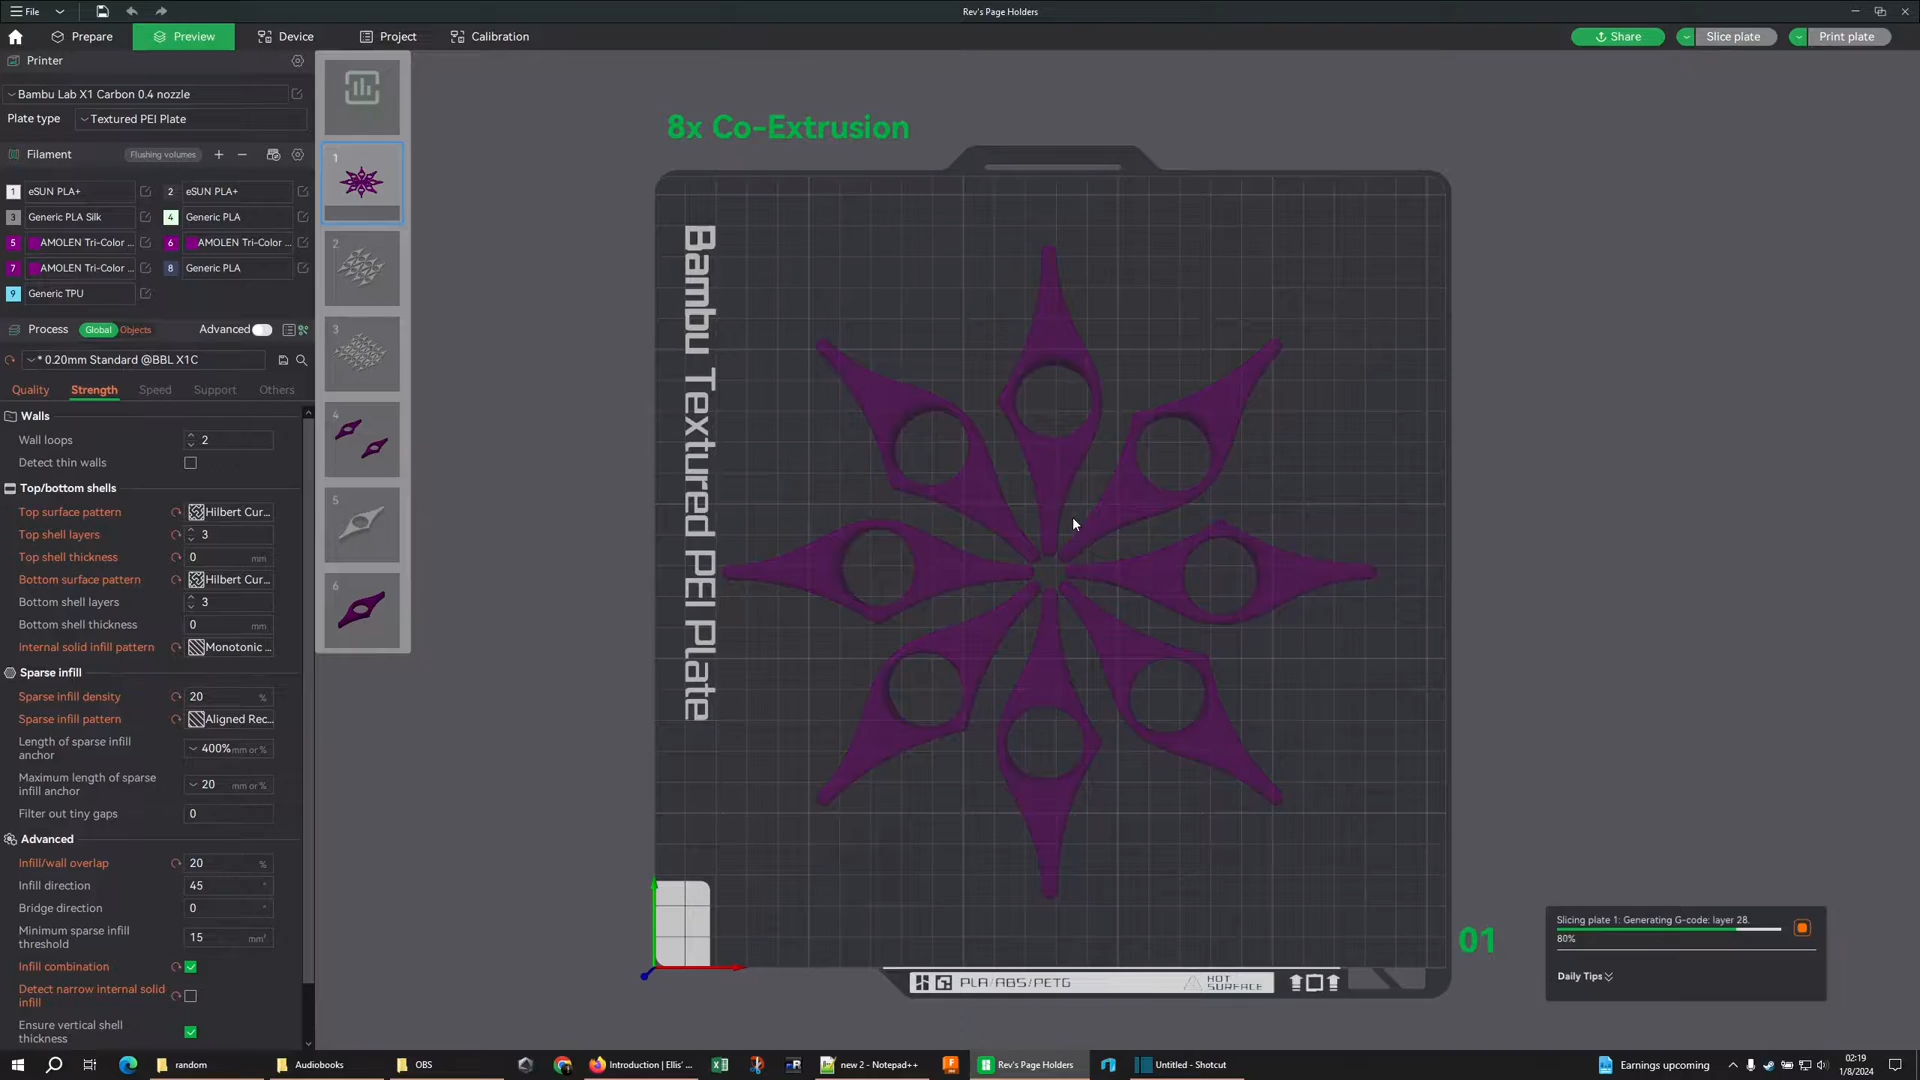 File
Rev's Page Holders
Prepare
Preview
Device
Project
Calibration
Share
Slice plate
Print plate
Printer
Bambu Lab X1 Carbon 0.4 nozzle
Plate type
Textured PEI Plate
Filament
Flushing volumes
1 eSUN PLA+
2 eSUN PLA+
3 Generic PLA Silk
4 Generic PLA
5 AMOLEN Tri-Color ...
6 AMOLEN Tri-Color ...
7 AMOLEN Tri-Color ...
8 Generic PLA
9 Generic TPU
Process
Global
Objects
Advanced
* 0.20mm Standard @BBL X1C
Quality
Strength
Speed
Support
Others
Walls
Wall loops
2
Detect thin walls
Top/bottom shells
Top surface pattern
Hilbert Cur...
Top shell layers
3
Top shell thickness
0 mm
Bottom surface pattern
Hilbert Cur...
Bottom shell layers
3
Bottom shell thickness
0 mm
Internal solid infill pattern
Monotonic ...
Sparse infill
Sparse infill density
20 %
Sparse infill pattern
Aligned Rec...
Length of sparse infill
anchor
400% mm or %
Maximum length of sparse
infill anchor
20 mm or %
Filter out tiny gaps
0
Advanced
Infill/wall overlap
20 %
Infill direction
45 °
Bridge direction
0 °
Minimum sparse infill
threshold
15 mm²
Infill combination
Detect narrow internal solid
infill
Ensure vertical shell
thickness
1
2
3
4
5
6
8x Co-Extrusion
Bambu Textured PEI Plate
PLA/ABS/PETG
HOT
SURFACE
01
Slicing plate 1: Generating G-code: layer 28.
80%
Daily Tips
random
Audiobooks
OBS
Introduction | Ellis' ...
new 2 - Notepad++
Rev's Page Holders
Untitled - Shotcut
Earnings upcoming
02:19
1/8/2024